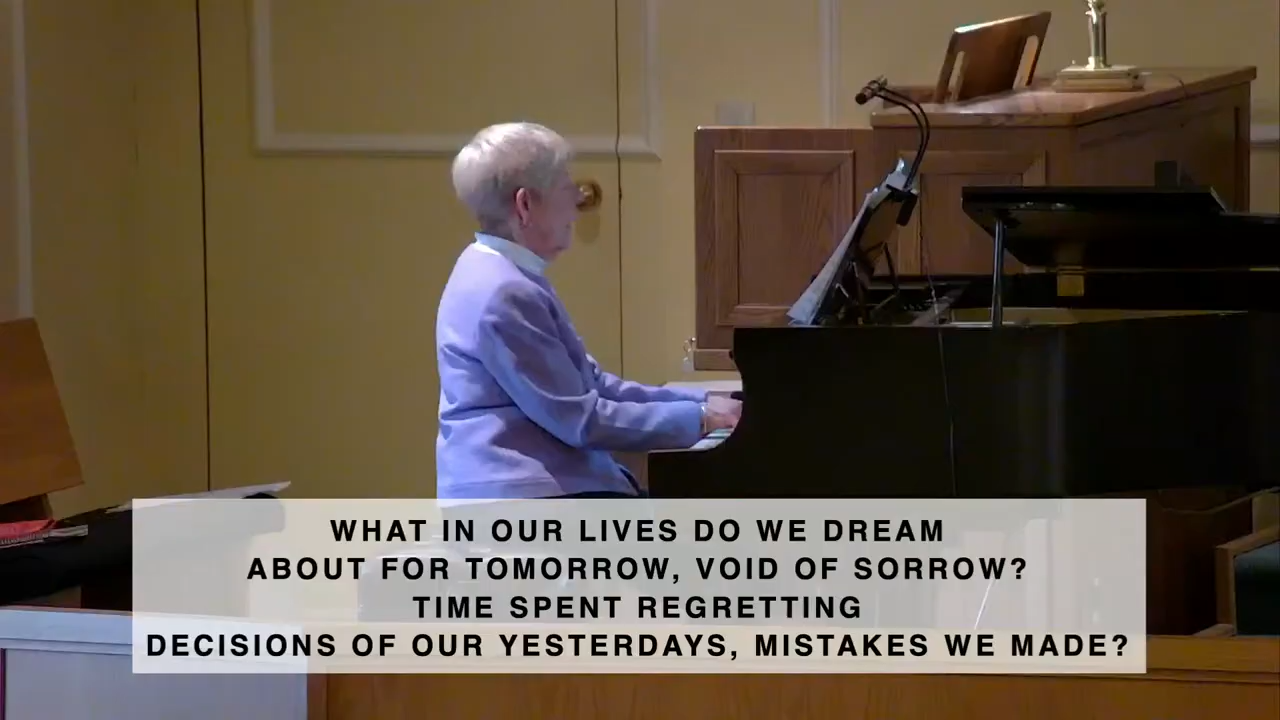 WHAT IN OUR LIVES DO WE DREAM
ABOUT FOR TOMORROW, VOID OF SORROW?
TIME SPENT REGRETTING
DECISIONS OF OUR YESTERDAYS, MISTAKES WE MADE?